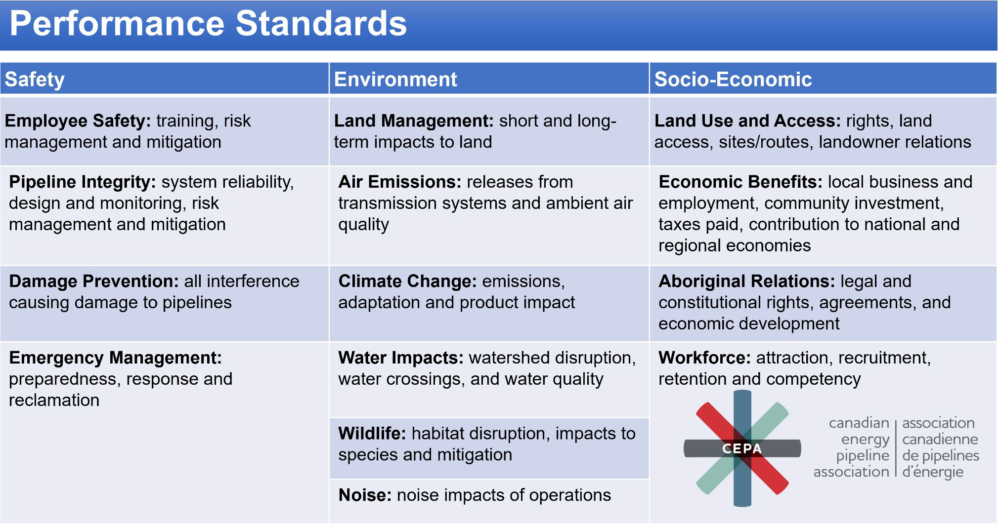 Performance Standards
Safety
Environment
Socio-Economic
Employee Safety: training, risk
management and mitigation
Land Management: short and long-
term impacts to land
Land Use and Access: rights, land
access, sites/routes, landowner relations
Pipeline Integrity: system reliability,
design and monitoring, risk
management and mitigation
Air Emissions: releases from
transmission systems and ambient air
quality
Economic Benefits: local business and
employment, community investment,
taxes paid, contribution to national and
regional economies
Damage Prevention: all interference
causing damage to pipelines
Climate Change: emissions,
adaptation and product impact
Aboriginal Relations: legal and
constitutional rights, agreements, and
economic development
Emergency Management:
preparedness, response and
reclamation
Water Impacts: watershed disruption,
water crossings, and water quality
Workforce: attraction, recruitment,
retention and competency
Wildlife: habitat disruption, impacts to
species and mitigation
Noise: noise impacts of operations
CEPA
canadian
energy
pipeline
association
association
canadienne
de pipelines
d'énergie